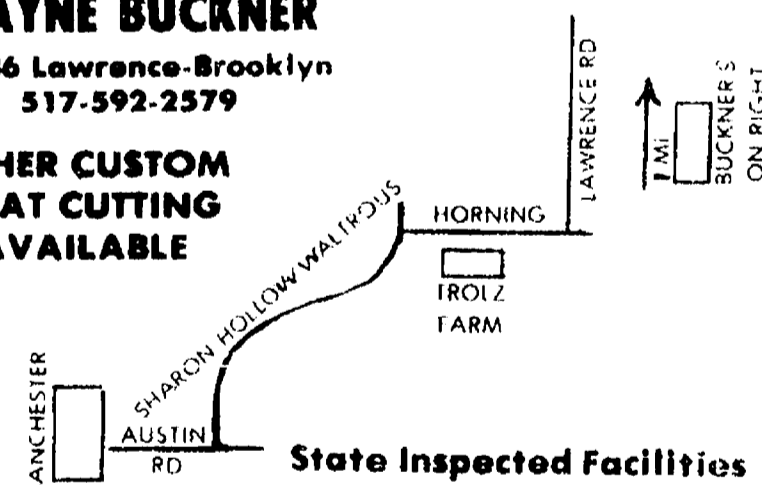 AYNE BUCKNER
6 Lawrence-Brooklyn
517-592-2579
HER CUSTOM
AT CUTTING
AVAILABLE
LAWRENCE RD
1 Mi
BUCKNER'S
ON RIGHT
HORNING
TROLZ
FARM
SHARON HOLLOW WALTROUS
ANCHESTER
AUSTIN
RD
State Inspected Facilities